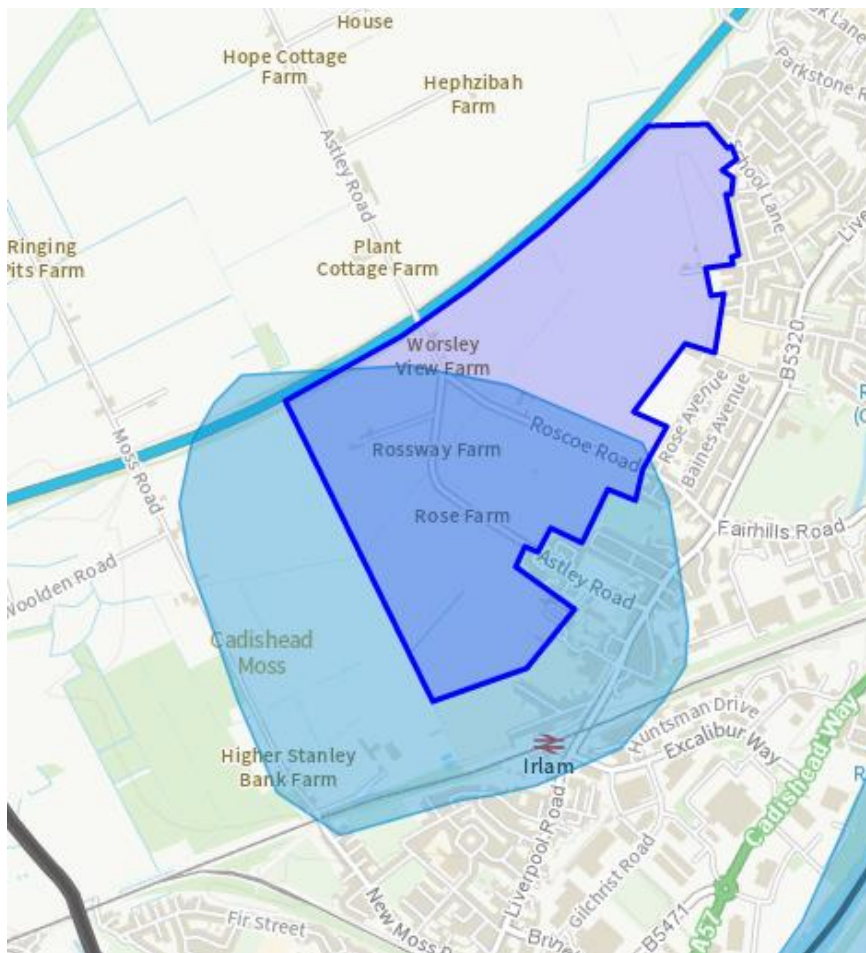 House
Hope Cottage
Farm
Hephzibah
Farm
Parkstone R
Astley Road
School Lane
Ringing
Pits Farm
Plant
Cottage Farm
Worsley
View Farm
B5320
Rose Avenue
Baines Avenue
Roscoe Road
Rossway Farm
Moss Road
Rose Farm
Fairhills Road
Woolden Road
Astley Road
Cadishead
Moss
Higher Stanley
Bank Farm
Irlam
Huntsman Drive
Excalibur Way
Cadishead Way
Liverpool Road
Gilchrist Road
New Moss
Fir Street
B5471
A57